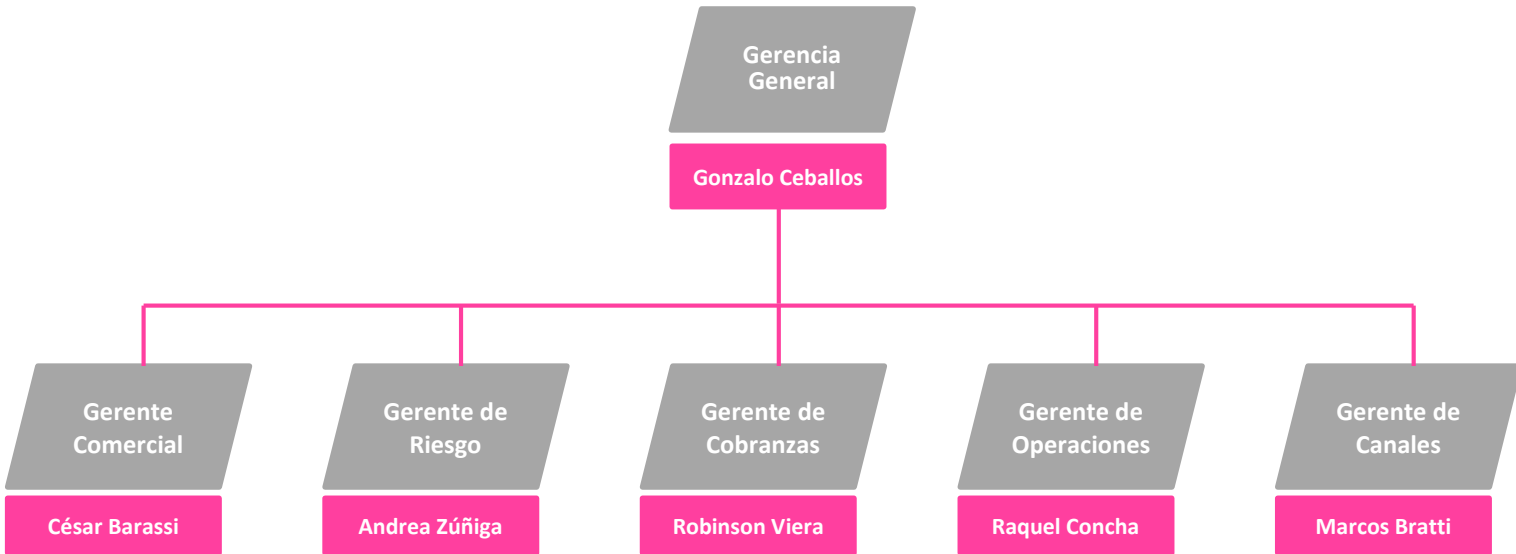 Gerencia
General
Gonzalo Ceballos
Gerente
Comercial
César Barassi
Gerente de
Riesgo
Andrea Zúñiga
Gerente de
Cobranzas
Robinson Viera
Gerente de
Operaciones
Raquel Concha
Gerente de
Canales
Marcos Bratti